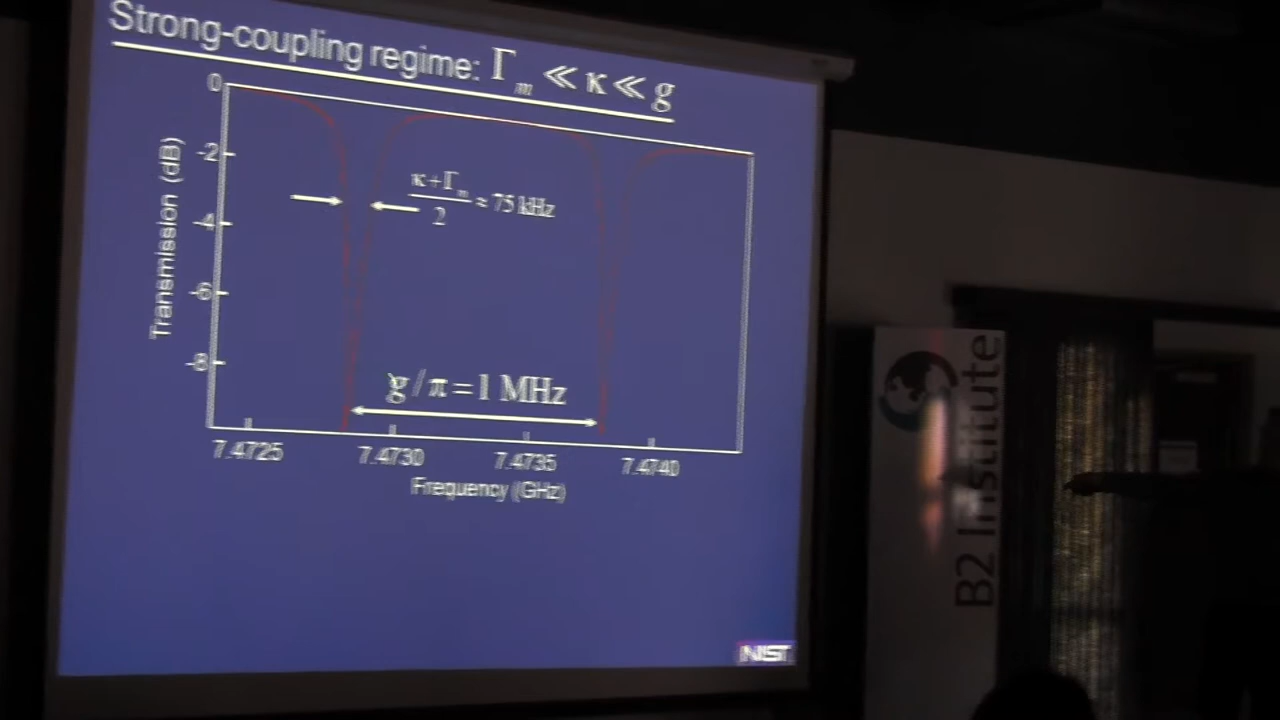 Strong-coupling regime: Γm ≪ κ ≪ g
0
-2
-4
-6
-8
Transmission (dB)
κ+Γm
2
≈ 75 kHz
g/π = 1 MHz
7.4725 7.4730 7.4735 7.4740
Frequency (GHz)
NIST
B2 Institute